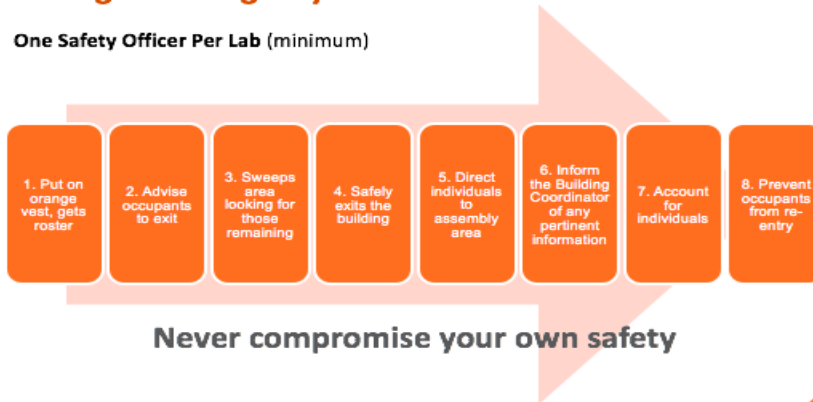 One Safety Officer Per Lab (minimum)
1. Put on
orange
vest, gets
roster
2. Advise
occupants
to exit
3. Sweeps
area
looking for
those
remaining
4. Safely
exits the
building
5. Direct
individuals
to
assembly
area
6. Inform
the Building
Coordinator
of any
pertinent
information
7. Account
for
individuals
8. Prevent
occupants
from re-
entry
Never compromise your own safety